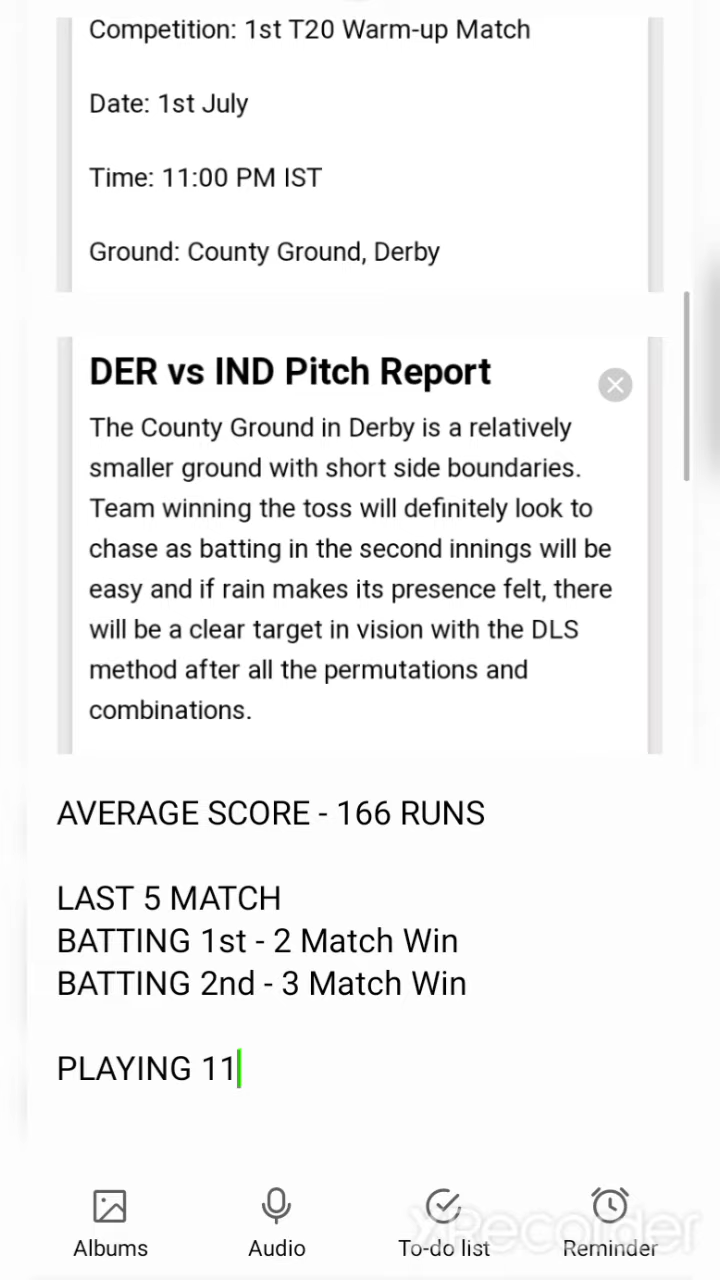 Competition: 1st T20 Warm-up Match
Date: 1st July
Time: 11:00 PM IST
Ground: County Ground, Derby
DER vs IND Pitch Report
The County Ground in Derby is a relatively
smaller ground with short side boundaries.
Team winning the toss will definitely look to
chase as batting in the second innings will be
easy and if rain makes its presence felt, there
will be a clear target in vision with the DLS
method after all the permutations and
combinations.
AVERAGE SCORE - 166 RUNS
LAST 5 MATCH
BATTING 1st - 2 Match Win
BATTING 2nd - 3 Match Win
PLAYING 11
Albums Audio To-do list Reminder
XRecorder